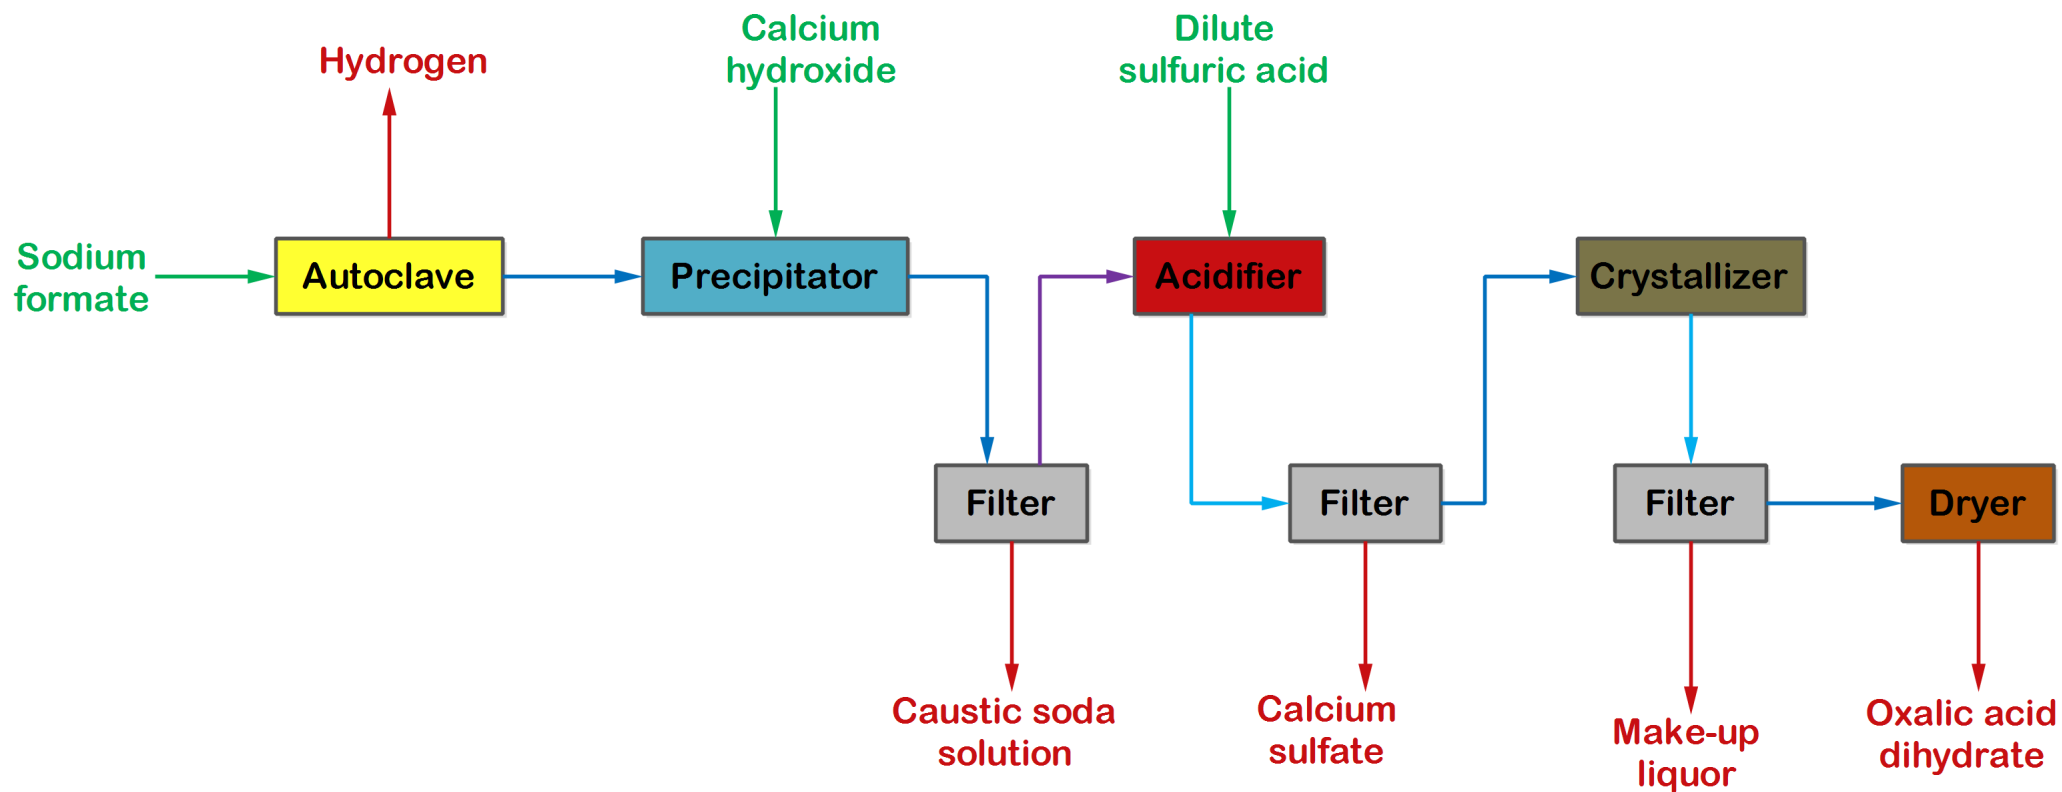 Hydrogen
Calcium
hydroxide
Dilute
sulfuric acid
Sodium
formate
Autoclave
Precipitator
Acidifier
Crystallizer
Filter
Filter
Filter
Dryer
Caustic soda
solution
Calcium
sulfate
Make-up
liquor
Oxalic acid
dihydrate